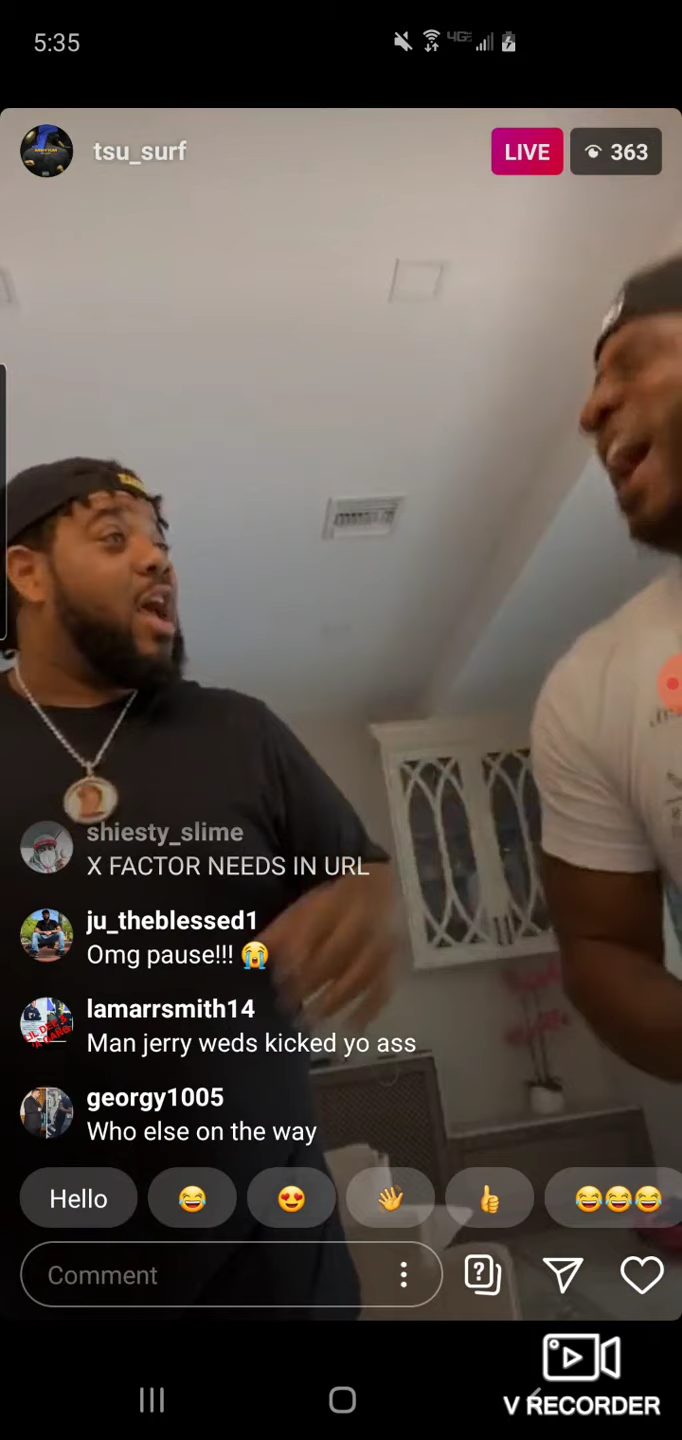 5:35
4GE
tsu_surf
LIVE
363
shiesty_slime
X FACTOR NEEDS IN URL
ju_theblessed1
Omg pause!!! 😭
lamarrsmith14
Man jerry weds kicked yo ass
georgy1005
Who else on the way
Hello
Comment
V RECORDER